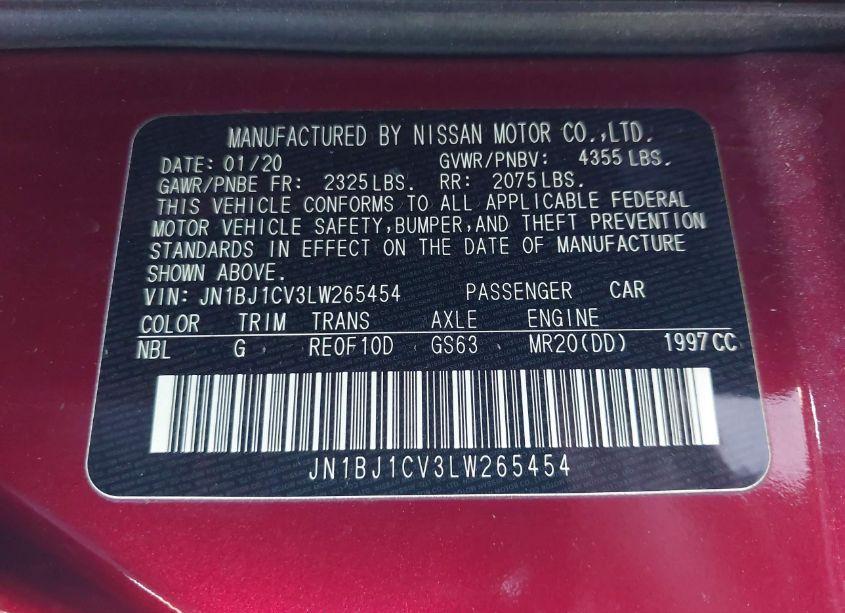 MANUFACTURED BY NISSAN MOTOR CO.,LTD.
DATE: 01/20 GVWR/PNBV: 4355 LBS.
GAWR/PNBE FR: 2325 LBS. RR: 2075 LBS.
THIS VEHICLE CONFORMS TO ALL APPLICABLE FEDERAL
MOTOR VEHICLE SAFETY,BUMPER,AND THEFT PREVENTION
STANDARDS IN EFFECT ON THE DATE OF MANUFACTURE
SHOWN ABOVE.
VIN: JN1BJ1CV3LW265454 PASSENGER CAR
COLOR TRIM TRANS AXLE ENGINE
NBL G RE0F10D GS63 MR20(DD) 1997 CC
JN1BJ1CV3LW265454